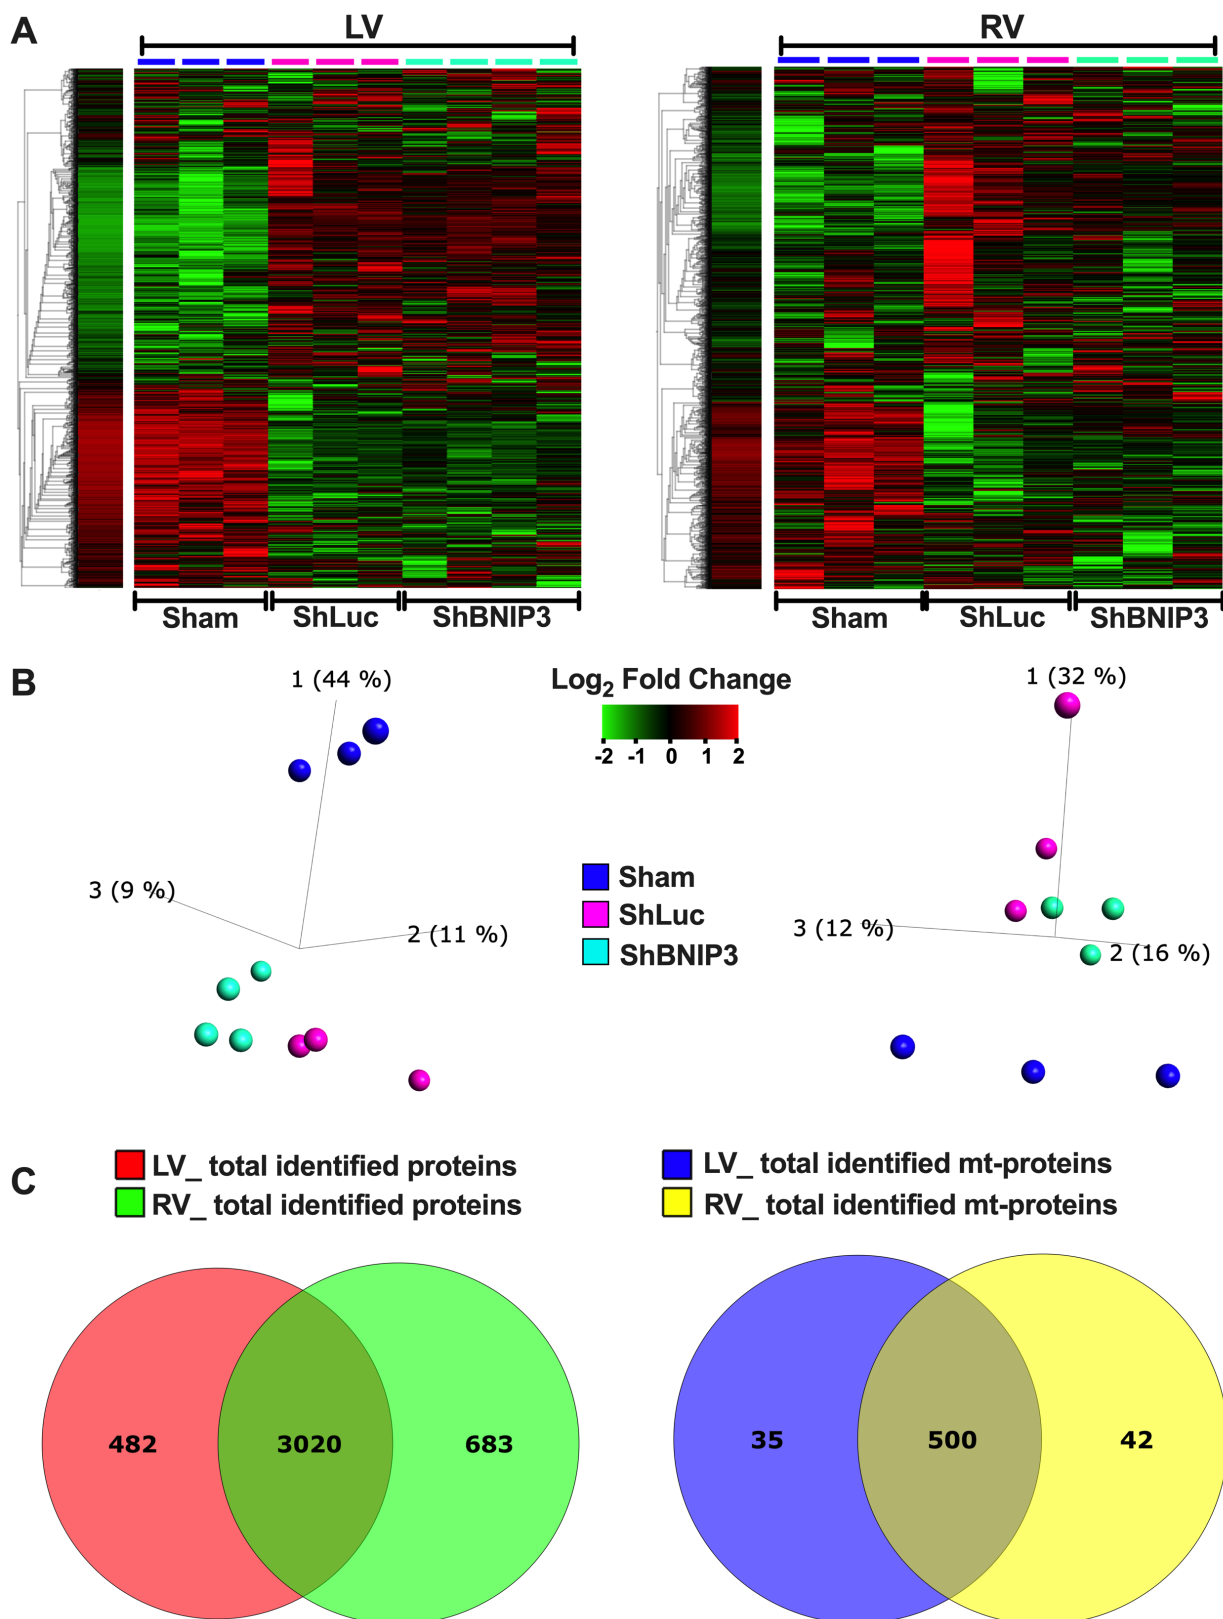 A
LV
RV
Sham
ShLuc
ShBNIP3
Sham
ShLuc
ShBNIP3
B
1 (44 %)
3 (9 %)
2 (11 %)
Log2 Fold Change
-2 -1 0 1 2
Sham
ShLuc
ShBNIP3
1 (32 %)
3 (12 %)
2 (16 %)
C
LV_ total identified proteins
RV_ total identified proteins
LV_ total identified mt-proteins
RV_ total identified mt-proteins
482
3020
683
35
500
42